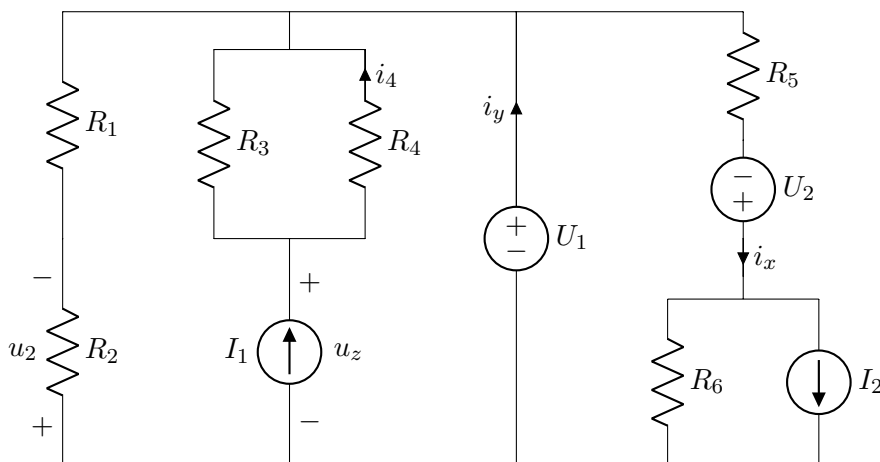 i4
R1
R3
R4
iy
R5
−
+
U2
+
−
U1
ix
−
+
u2
R2
I1
uz
R6
I2
+
−